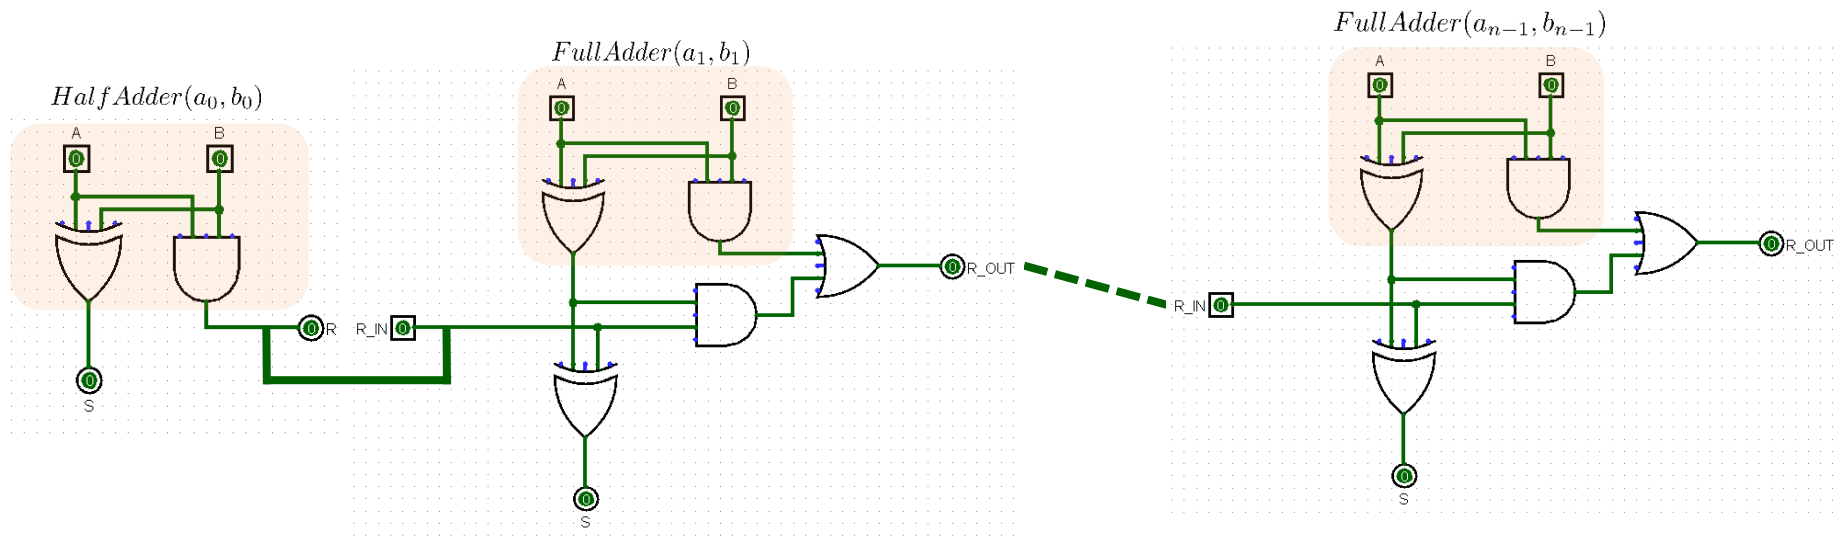 HalfAdder(a₀, b₀)
A B
0 0
0 R
0
S
FullAdder(a₁, b₁)
A B
0 0
R_IN 0
0 R_OUT
0
S
FullAdder(aₙ₋₁, bₙ₋₁)
A B
0 0
R_IN 0
0 R_OUT
0
S